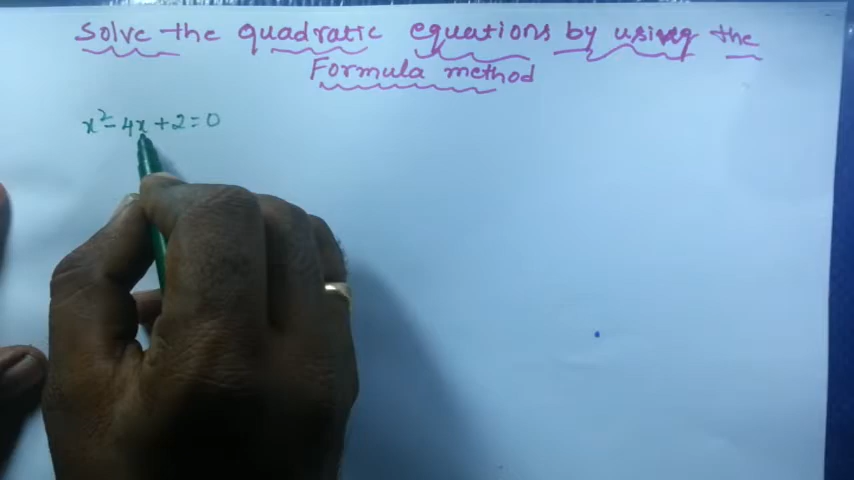 Solve the quadratic equations by using the
Formula method
x² - 4x + 2 = 0